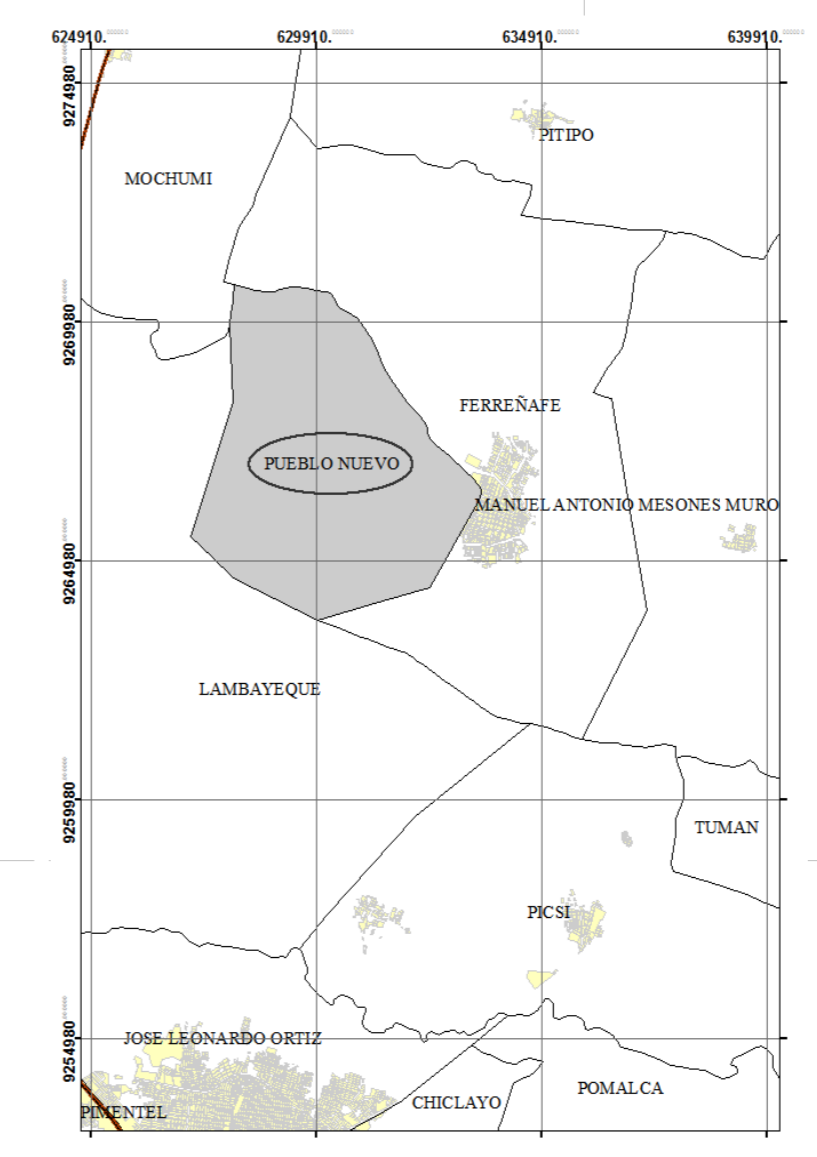 624910.
629910.
634910.
639910.
9274980
PITIPO
MOCHUMI
9269980
FERREÑAFE
PUEBLO NUEVO
MANUEL ANTONIO MESONES MURO
9264980
LAMBAYEQUE
9259980
TUMAN
PICSI
9254980
JOSE LEONARDO ORTIZ
POMALCA
CHICLAYO
PIMENTEL